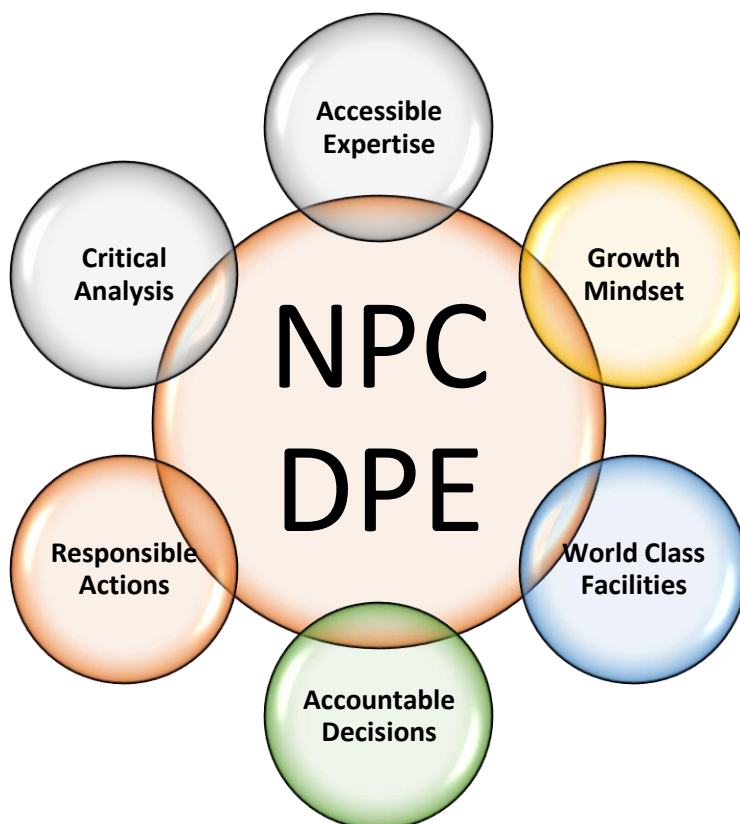 Accessible
Expertise
Growth
Mindset
World Class
Facilities
Accountable
Decisions
Responsible
Actions
Critical
Analysis
NPC
DPE